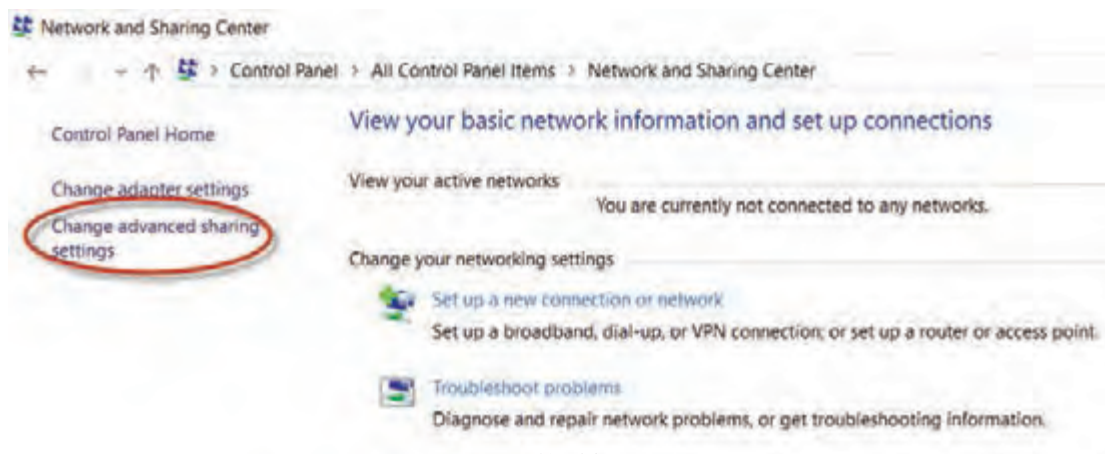 Network and Sharing Center
Control Panel > All Control Panel Items > Network and Sharing Center
Control Panel Home
Change adapter settings
Change advanced sharing
settings
View your basic network information and set up connections
View your active networks
You are currently not connected to any networks.
Change your networking settings
Set up a new connection or network
Set up a broadband, dial-up, or VPN connection; or set up a router or access point.
Troubleshoot problems
Diagnose and repair network problems, or get troubleshooting information.